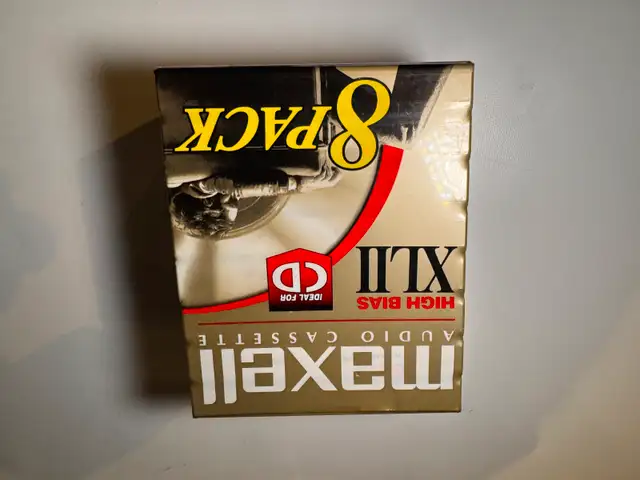 maxell
AUDIO CASSETTE
HIGH BIAS
XLII
IDEAL FOR
CD
8 PACK